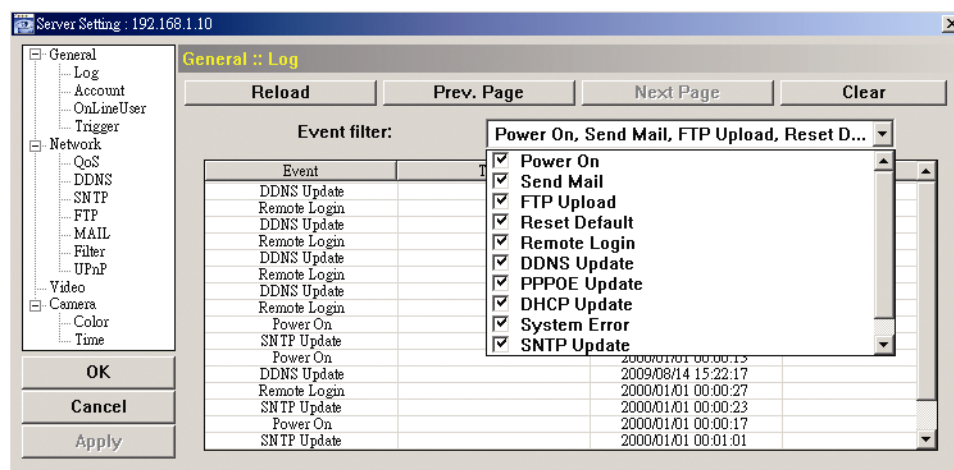 Server Setting : 192.168.1.10
General
Log
Account
OnLineUser
Trigger
Network
QoS
DDNS
SNTP
FTP
MAIL
Filter
UPnP
Video
Camera
Color
Time
OK
Cancel
Apply
General :: Log
Reload Prev. Page Next Page Clear
Event filter: Power On, Send Mail, FTP Upload, Reset D...
Power On
Send Mail
FTP Upload
Reset Default
Remote Login
DDNS Update
PPPOE Update
DHCP Update
System Error
SNTP Update
Event
DDNS Update
Remote Login
DDNS Update
Remote Login
DDNS Update
Remote Login
DDNS Update
Remote Login
Power On
SNTP Update
Power On 2000/01/01 00:00:15
DDNS Update 2009/08/14 15:22:17
Remote Login 2000/01/01 00:00:27
SNTP Update 2000/01/01 00:00:23
Power On 2000/01/01 00:00:17
SNTP Update 2000/01/01 00:01:01